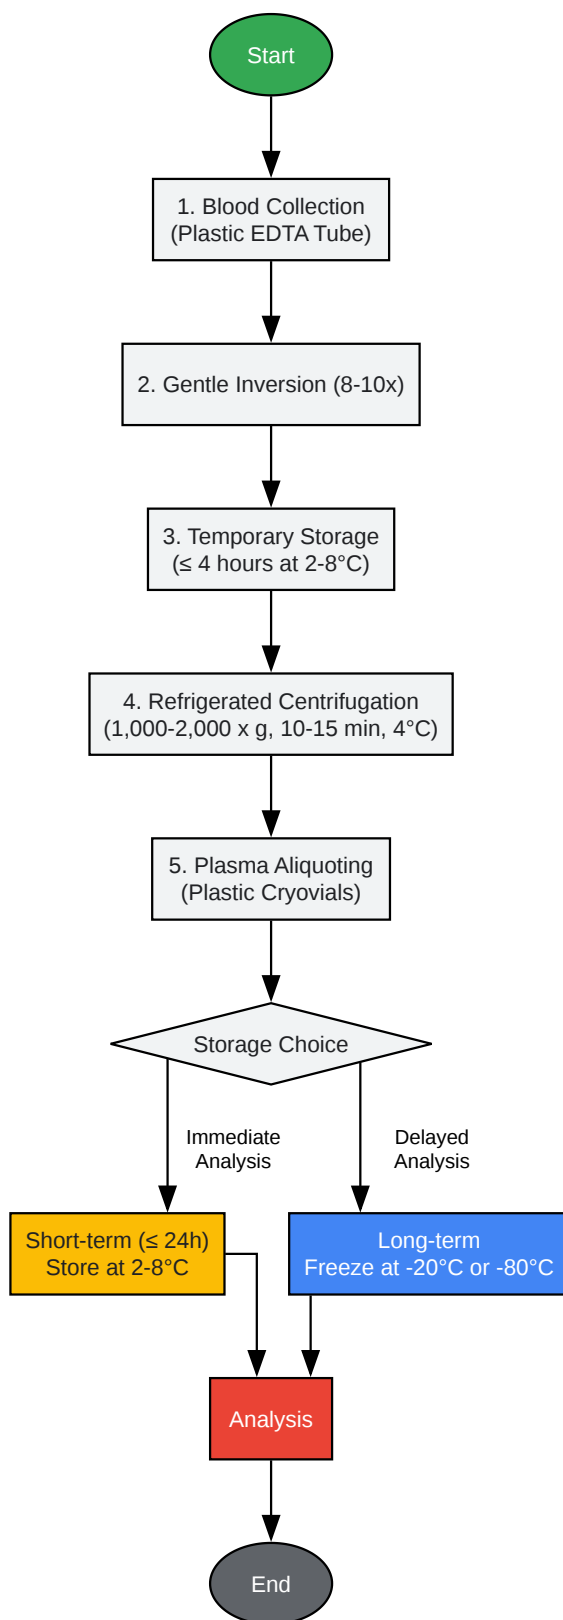 Start
1. Blood Collection
(Plastic EDTA Tube)
2. Gentle Inversion (8-10x)
3. Temporary Storage
(≤ 4 hours at 2-8°C)
4. Refrigerated Centrifugation
(1,000-2,000 x g, 10-15 min, 4°C)
5. Plasma Aliquoting
(Plastic Cryovials)
Storage Choice
Immediate
Analysis
Delayed
Analysis
Short-term (≤ 24h)
Store at 2-8°C
Long-term
Freeze at -20°C or -80°C
Analysis
End